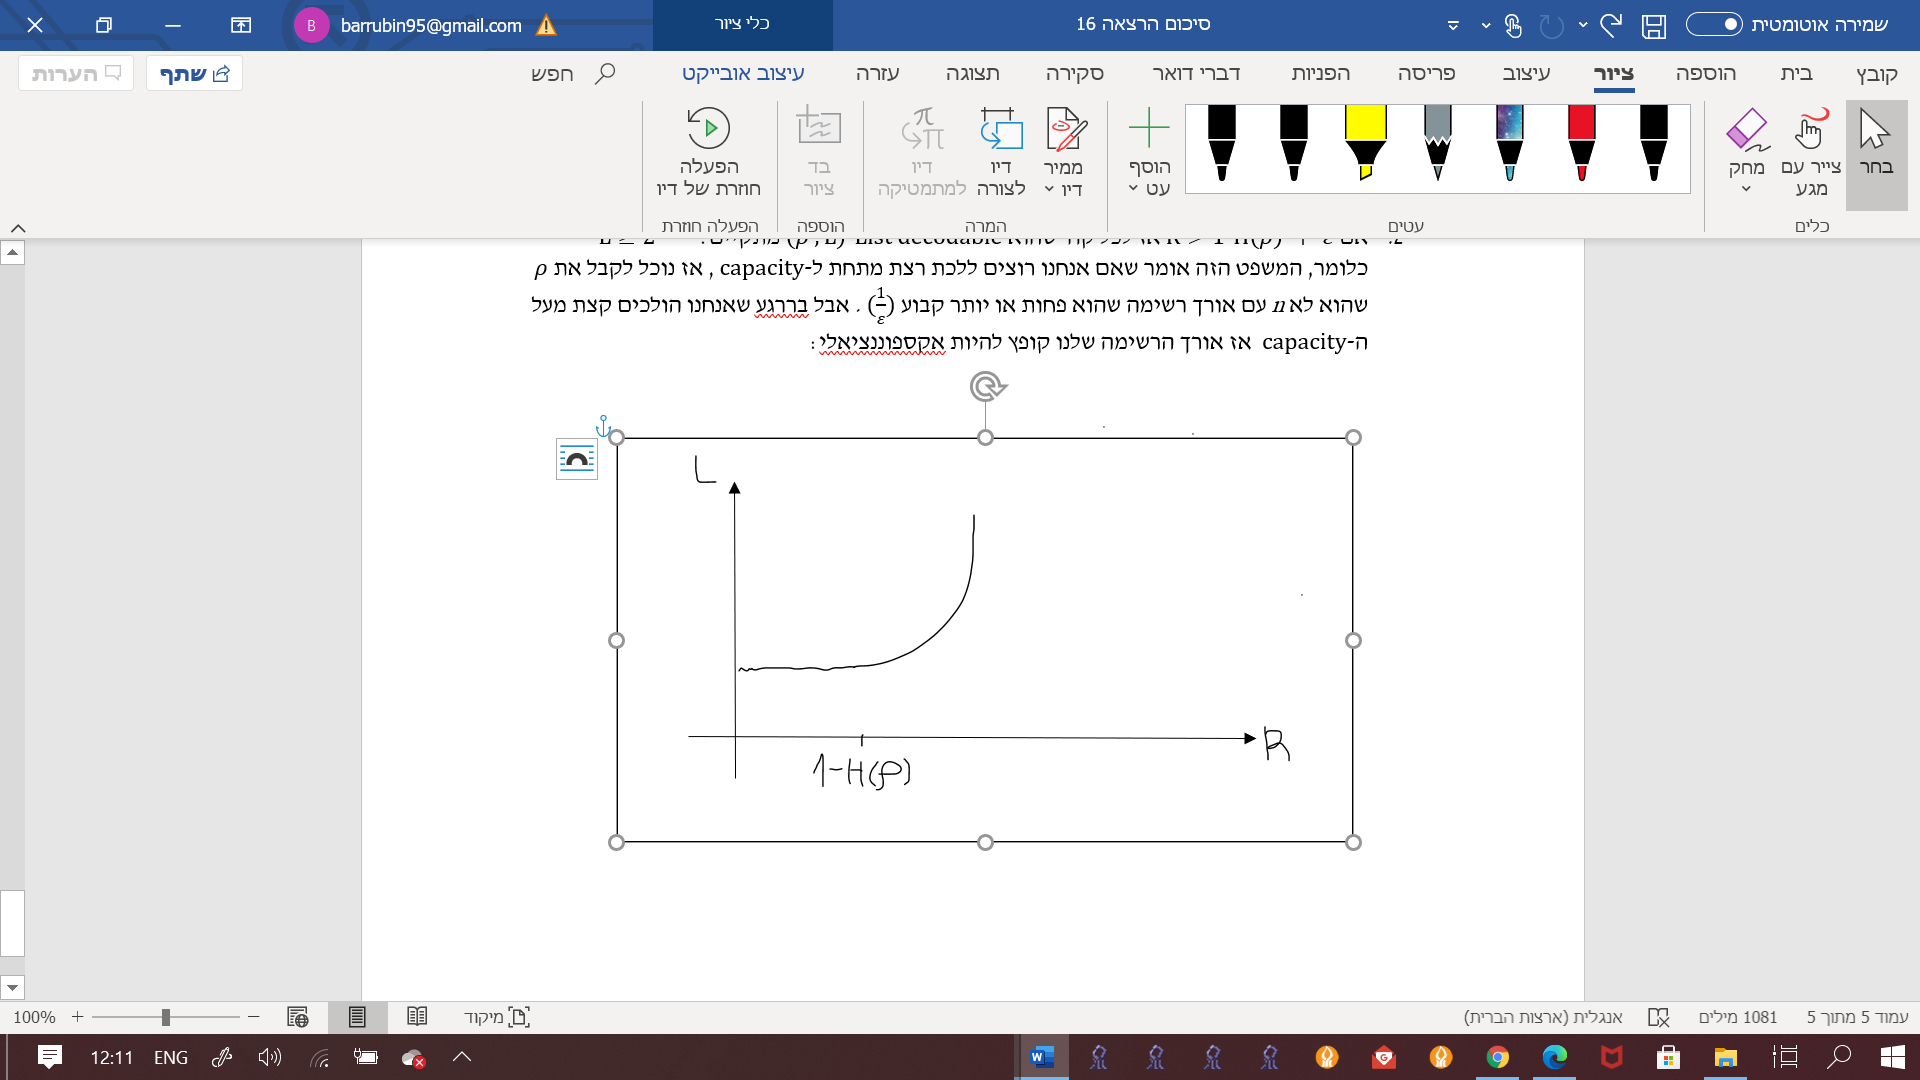 שמירה אוטומטית
סיכום הרצאה 16
כלי ציור
barrubin95@gmail.com
B
קובץ בית הוספה ציור עיצוב פריסה הפניות דברי דואר סקירה תצוגה עזרה עיצוב אובייקט חפש
שתף הערות
בחר
צייר עם מגע
מחק
כלים
עטים
הוסף עט
ממיר דיו
דיו לצורה
דיו למתמטיקה
המרה
בד ציור
הוספה
הפעלה חוזרת של דיו
הפעלה חוזרת
כלומר, המשפט הזה אומר שאם אנחנו רוצים ללכת רצת מתחת ל-capacity , אז נוכל לקבל את ρ
שהוא לא n עם אורך רשימה שהוא פחות או יותר קבוע (1/ε) . אבל בררגע שאנחנו הולכים קצת מעל
ה-capacity אז אורך הרשימה שלנו קופץ להיות אקספוננציאלי :
L
R
1-H(ρ)
עמוד 5 מתוך 5 1081 מילים אנגלית (ארצות הברית) מיקוד 100%
12:11 ENG